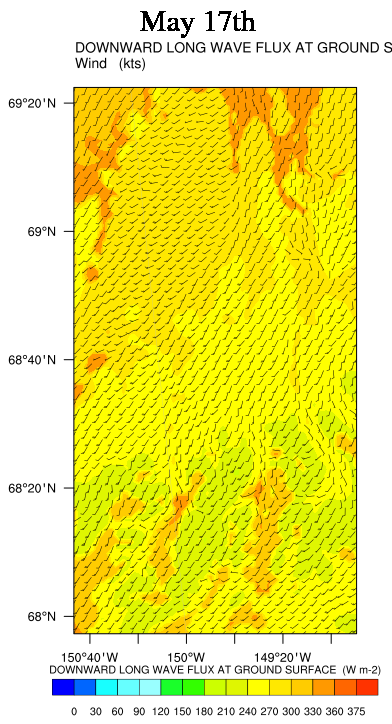 May 17th
DOWNWARD LONG WAVE FLUX AT GROUND S
Wind (kts)
69°20'N
69°N
68°40'N
68°20'N
68°N
150°40'W 150°W 149°20'W
DOWNWARD LONG WAVE FLUX AT GROUND SURFACE (W m-2)
0 30 60 90 120 150 180 210 240 270 300 330 360 375